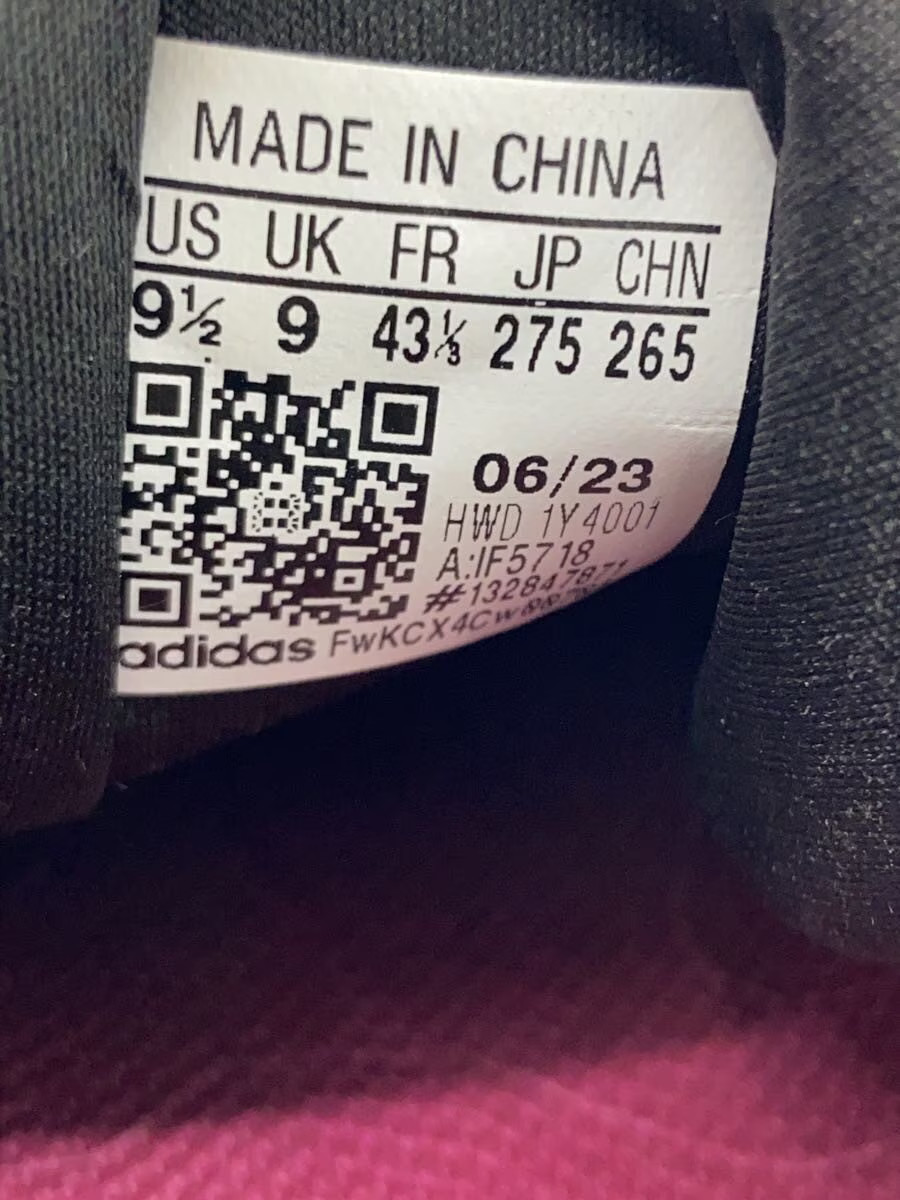 MADE IN CHINA
US UK FR JP CHN
9½ 9 43⅓ 275 265
06/23
HWD 1Y4001
A:IF5718
#132847871
adidas